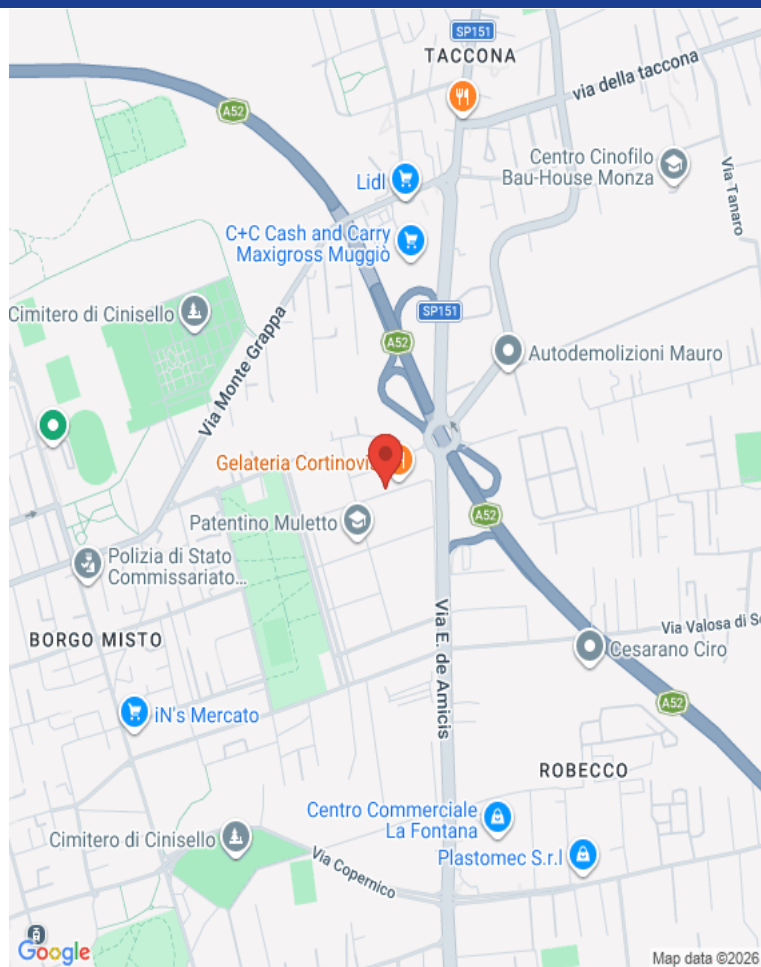 SP151
TACCONA
via della taccona
A52
Centro Cinofilo
Bau-House Monza
Via Tanaro
Lidl
C+C Cash and Carry
Maxigross Muggiò
Cimitero di Cinisello
SP151
A52
Via Monte Grappa
Autodemolizioni Mauro
Gelateria Cortinovis
Patentino Muletto
A52
Polizia di Stato
Commissariato...
BORGO MISTO
Via E. de Amicis
Via Valosa di
Cesarano Ciro
A52
iN's Mercato
ROBECCO
Centro Commerciale
La Fontana
Plastomec S.r.l
Cimitero di Cinisello
Via Copernico
Google
Map data ©2026